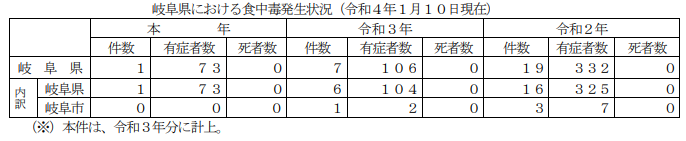 岐阜県における食中毒発生状況（令和４年１月１０日現在）
本年 令和３年 令和２年
件数 有症者数 死者数 件数 有症者数 死者数 件数 有症者数 死者数
岐阜県 １ ７３ ０ ７ １０６ ０ １９ ３３２ ０
内訳 岐阜県 １ ７３ ０ ６ １０４ ０ １６ ３２５ ０
岐阜市 ０ ０ ０ １ ２ ０ ３ ７ ０
（※）本件は、令和３年分に計上。